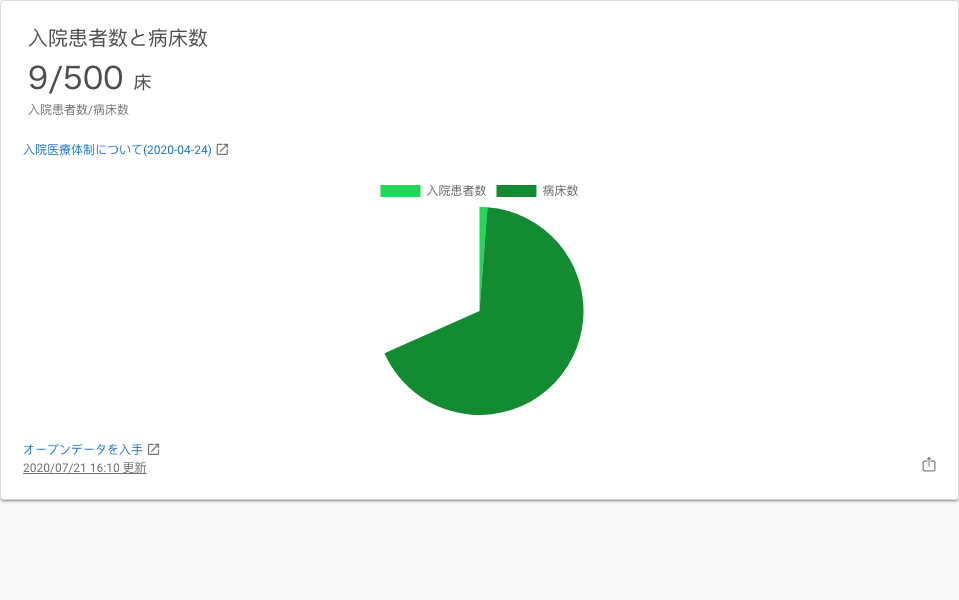 入院患者数と病床数
9/500 床
入院患者数/病床数
入院医療体制について(2020-04-24)
入院患者数 病床数
オープンデータを入手
2020/07/21 16:10 更新